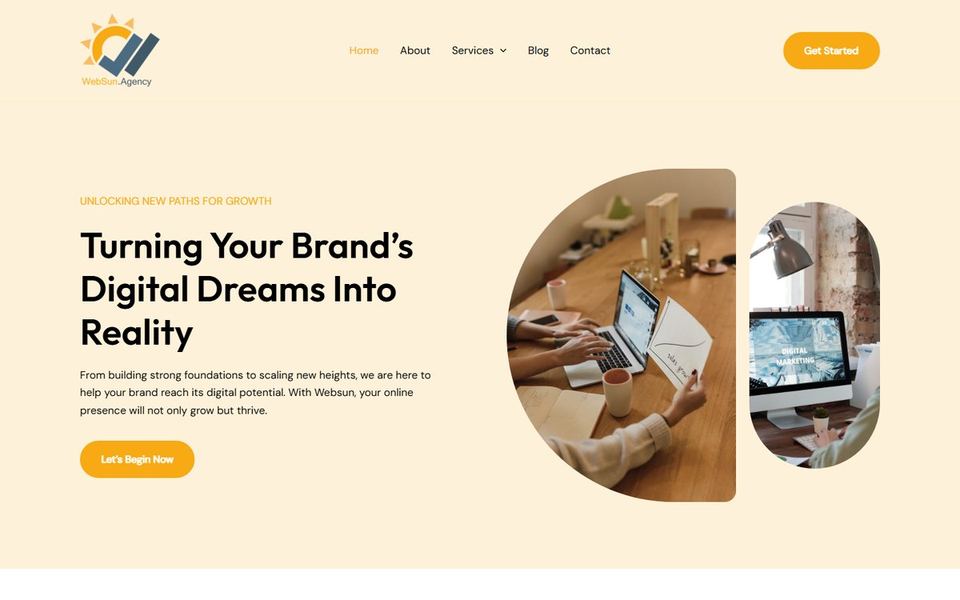 WebSun.Agency
Home
About
Services
Blog
Contact
Get Started
UNLOCKING NEW PATHS FOR GROWTH
Turning Your Brand’s
Digital Dreams Into
Reality
From building strong foundations to scaling new heights, we are here to
help your brand reach its digital potential. With Websun, your online
presence will not only grow but thrive.
Let’s Begin Now
DIGITAL
MARKETING